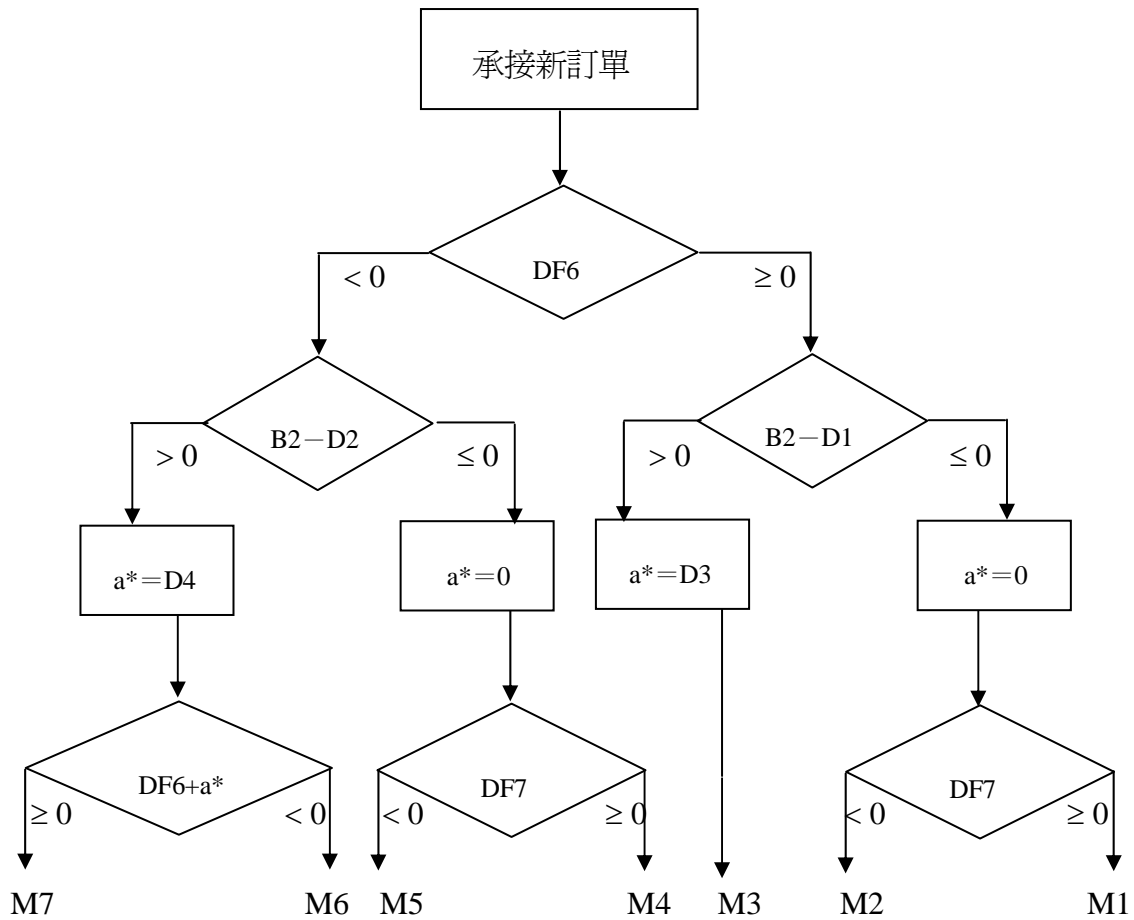 承接新訂單
DF6
< 0
≥ 0
B2－D2
B2－D1
> 0
≤ 0
> 0
≤ 0
a*＝D4
a*＝0
a*＝D3
a*＝0
DF6+a*
DF7
DF7
≥ 0
< 0
< 0
≥ 0
< 0
≥ 0
M7
M6
M5
M4
M3
M2
M1